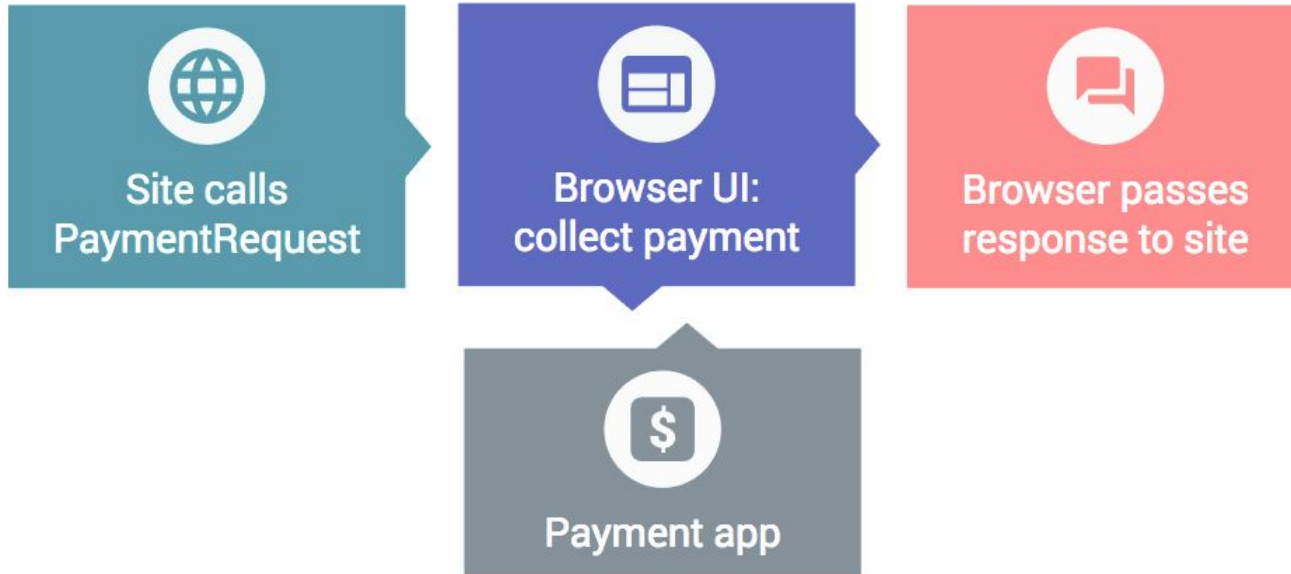 Site calls
PaymentRequest
Browser UI:
collect payment
Browser passes
response to site
$
Payment app